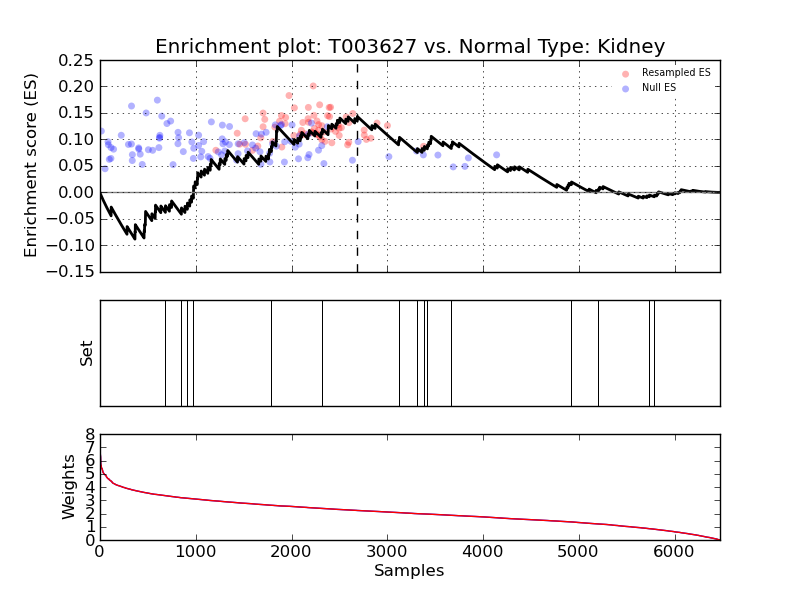 Enrichment plot: T003627 vs. Normal Type: Kidney
Enrichment score (ES)
0.25
0.20
0.15
0.10
0.05
0.00
−0.05
−0.10
−0.15
Resampled ES
Null ES
Set
Weights
8
7
6
5
4
3
2
1
0
0 1000 2000 3000 4000 5000 6000
Samples